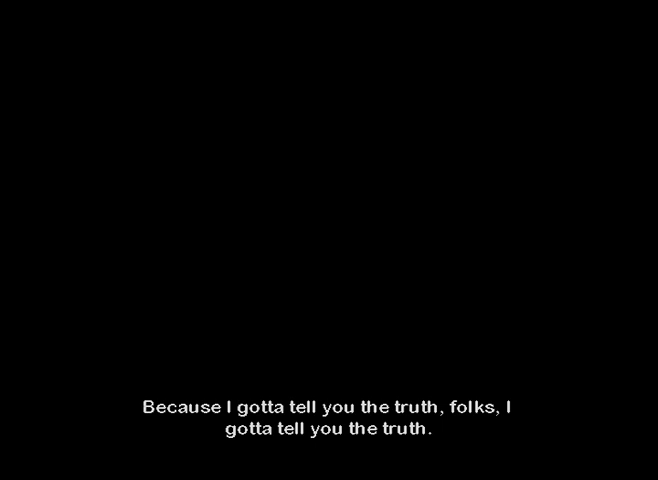 Because I gotta tell you the truth, folks, I
gotta tell you the truth.